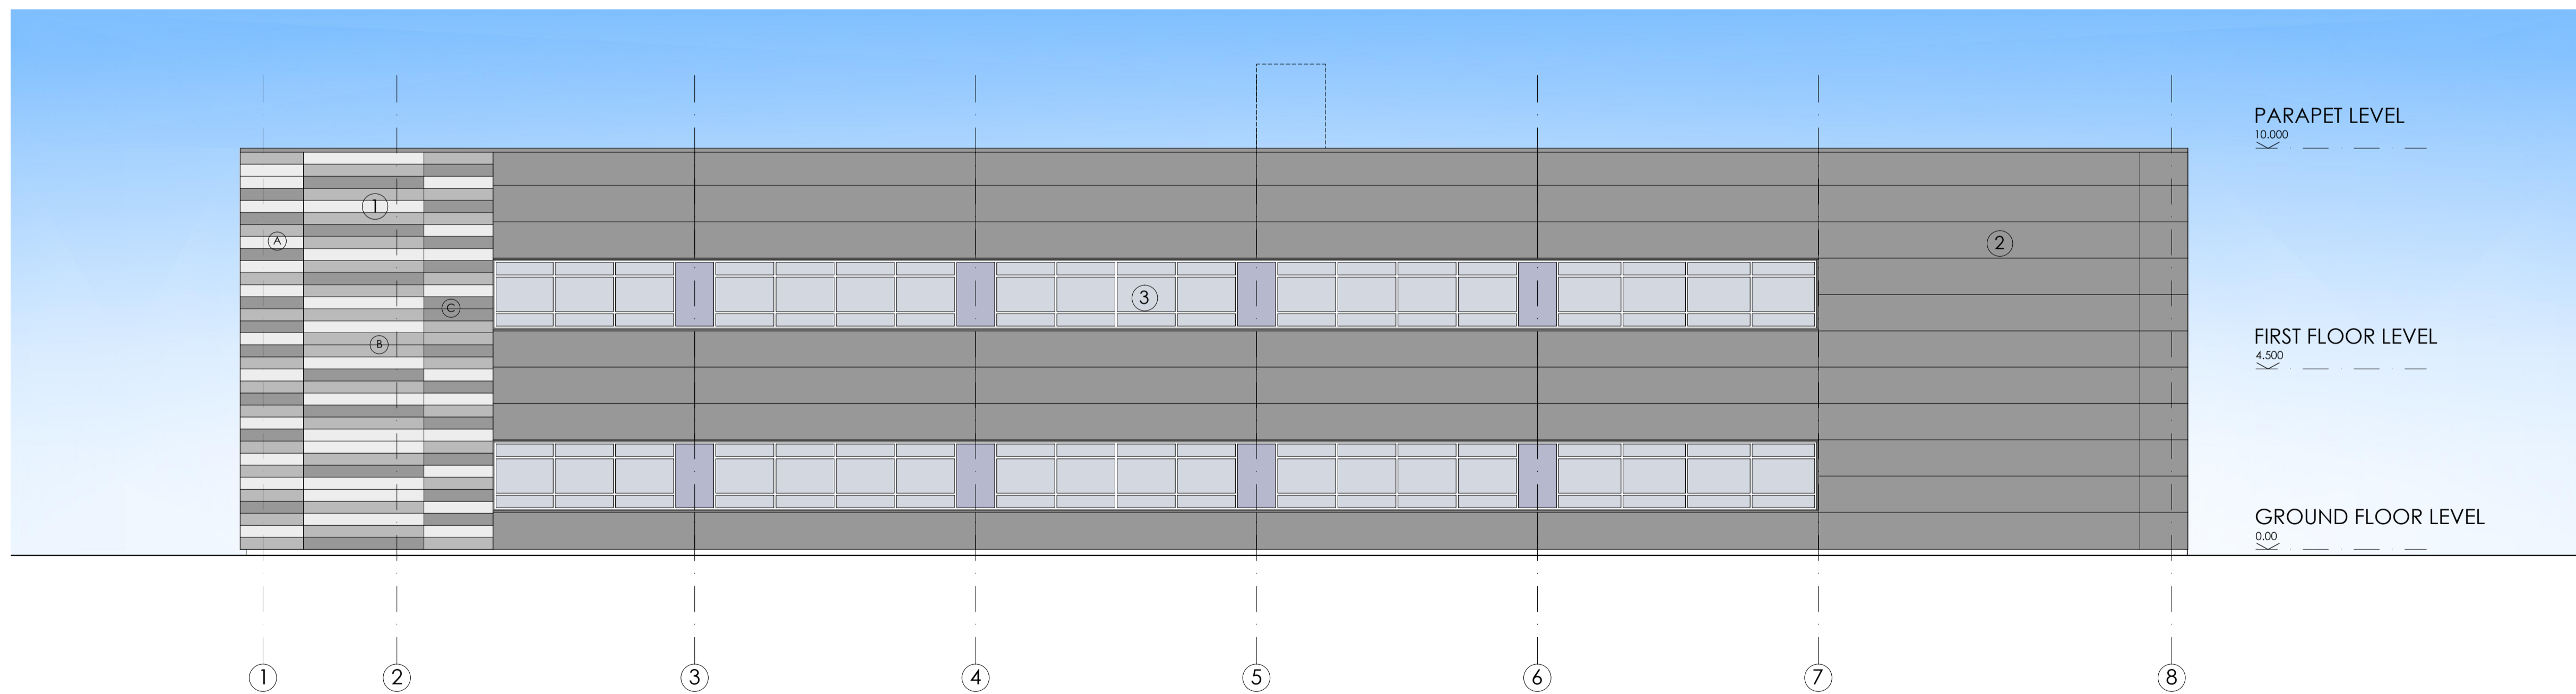 PARAPET LEVEL
10.000
1
A
2
3
C
FIRST FLOOR LEVEL
B
4.500
GROUND FLOOR LEVEL
0.00
1 2 3 4 5 6 7 8